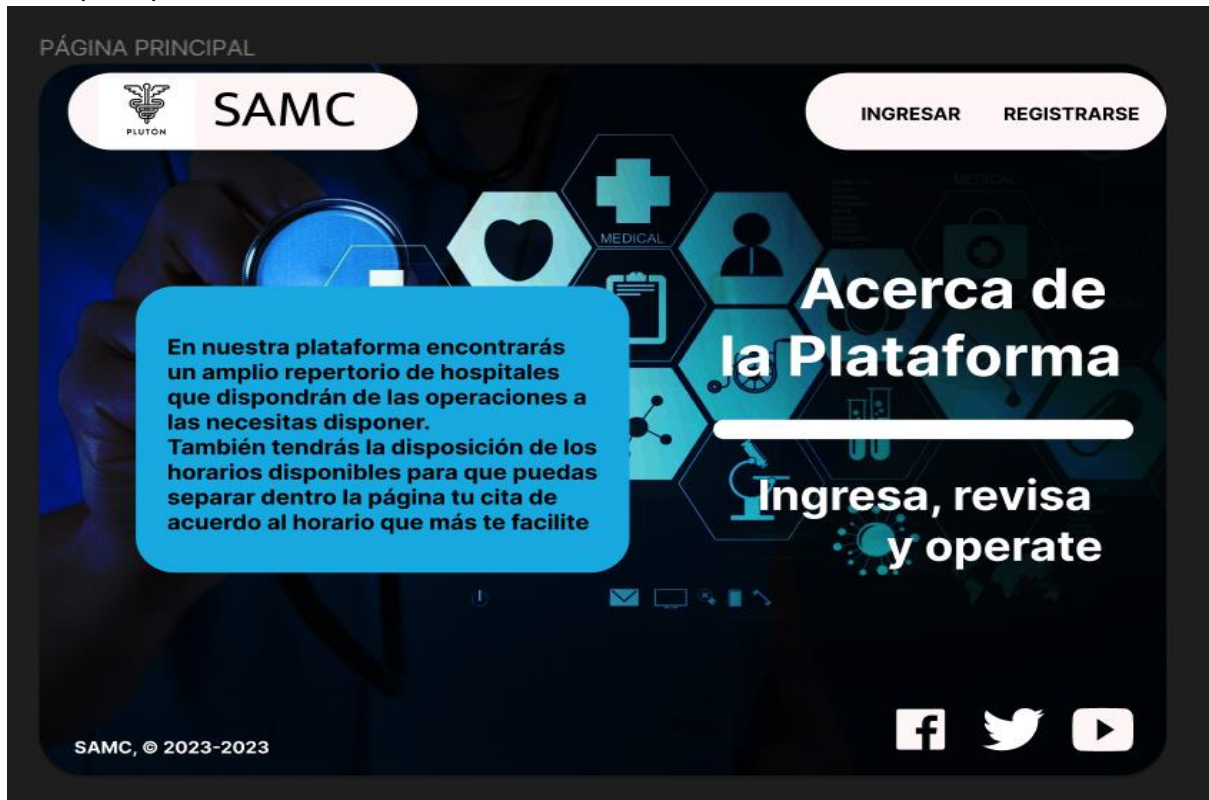 PÁGINA PRINCIPAL
PLUTÓN
SAMC
INGRESAR REGISTRARSE
MEDICAL
MEDICAL
Acerca de
la Plataforma
En nuestra plataforma encontrarás
un amplio repertorio de hospitales
que dispondrán de las operaciones a
las necesitas disponer.
También tendrás la disposición de los
horarios disponibles para que puedas
separar dentro la página tu cita de
acuerdo al horario que más te facilite
Ingresa, revisa
y operate
SAMC, © 2023-2023